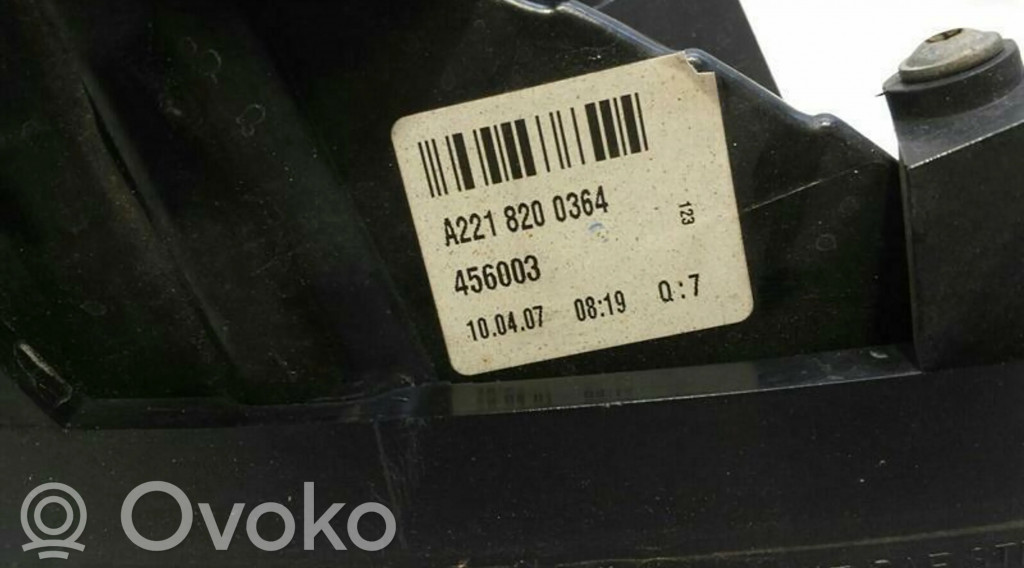 A221 820 0364
123
456003
10.04.07 08:19 Q:7
Ovoko